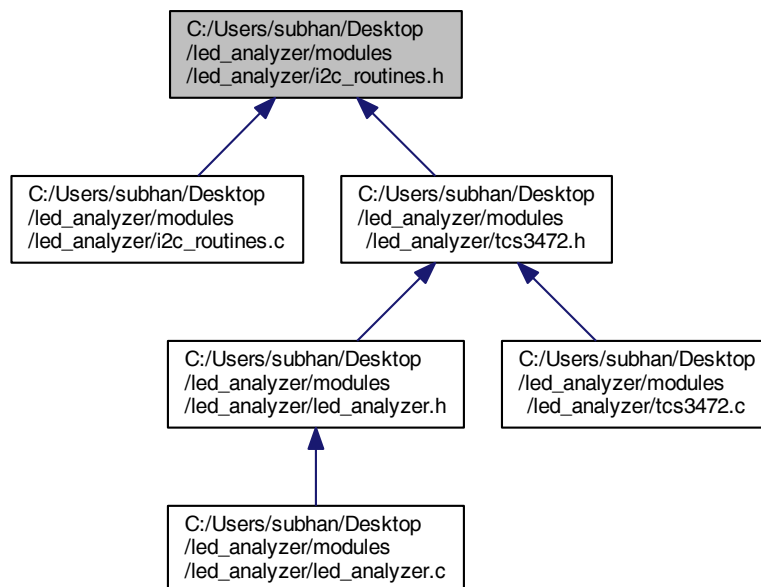 C:/Users/subhan/Desktop
/led_analyzer/modules
/led_analyzer/i2c_routines.h
C:/Users/subhan/Desktop
/led_analyzer/modules
/led_analyzer/i2c_routines.c
C:/Users/subhan/Desktop
/led_analyzer/modules
/led_analyzer/tcs3472.h
C:/Users/subhan/Desktop
/led_analyzer/modules
/led_analyzer/led_analyzer.h
C:/Users/subhan/Desktop
/led_analyzer/modules
/led_analyzer/tcs3472.c
C:/Users/subhan/Desktop
/led_analyzer/modules
/led_analyzer/led_analyzer.c